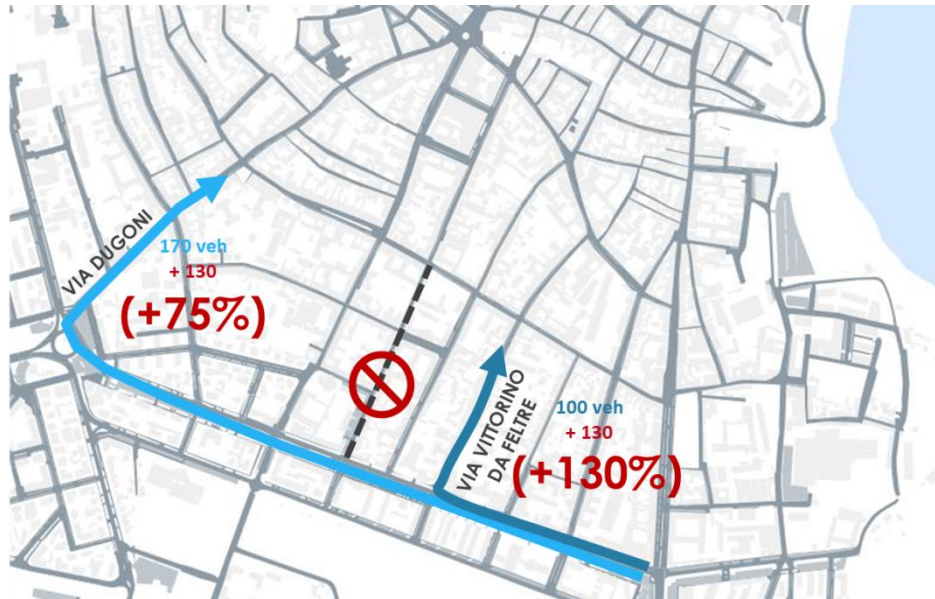 VIA DUGONI
170 veh
+ 130
(+75%)
VIA VITTORINO
DA FELTRE
100 veh
+ 130
(+130%)